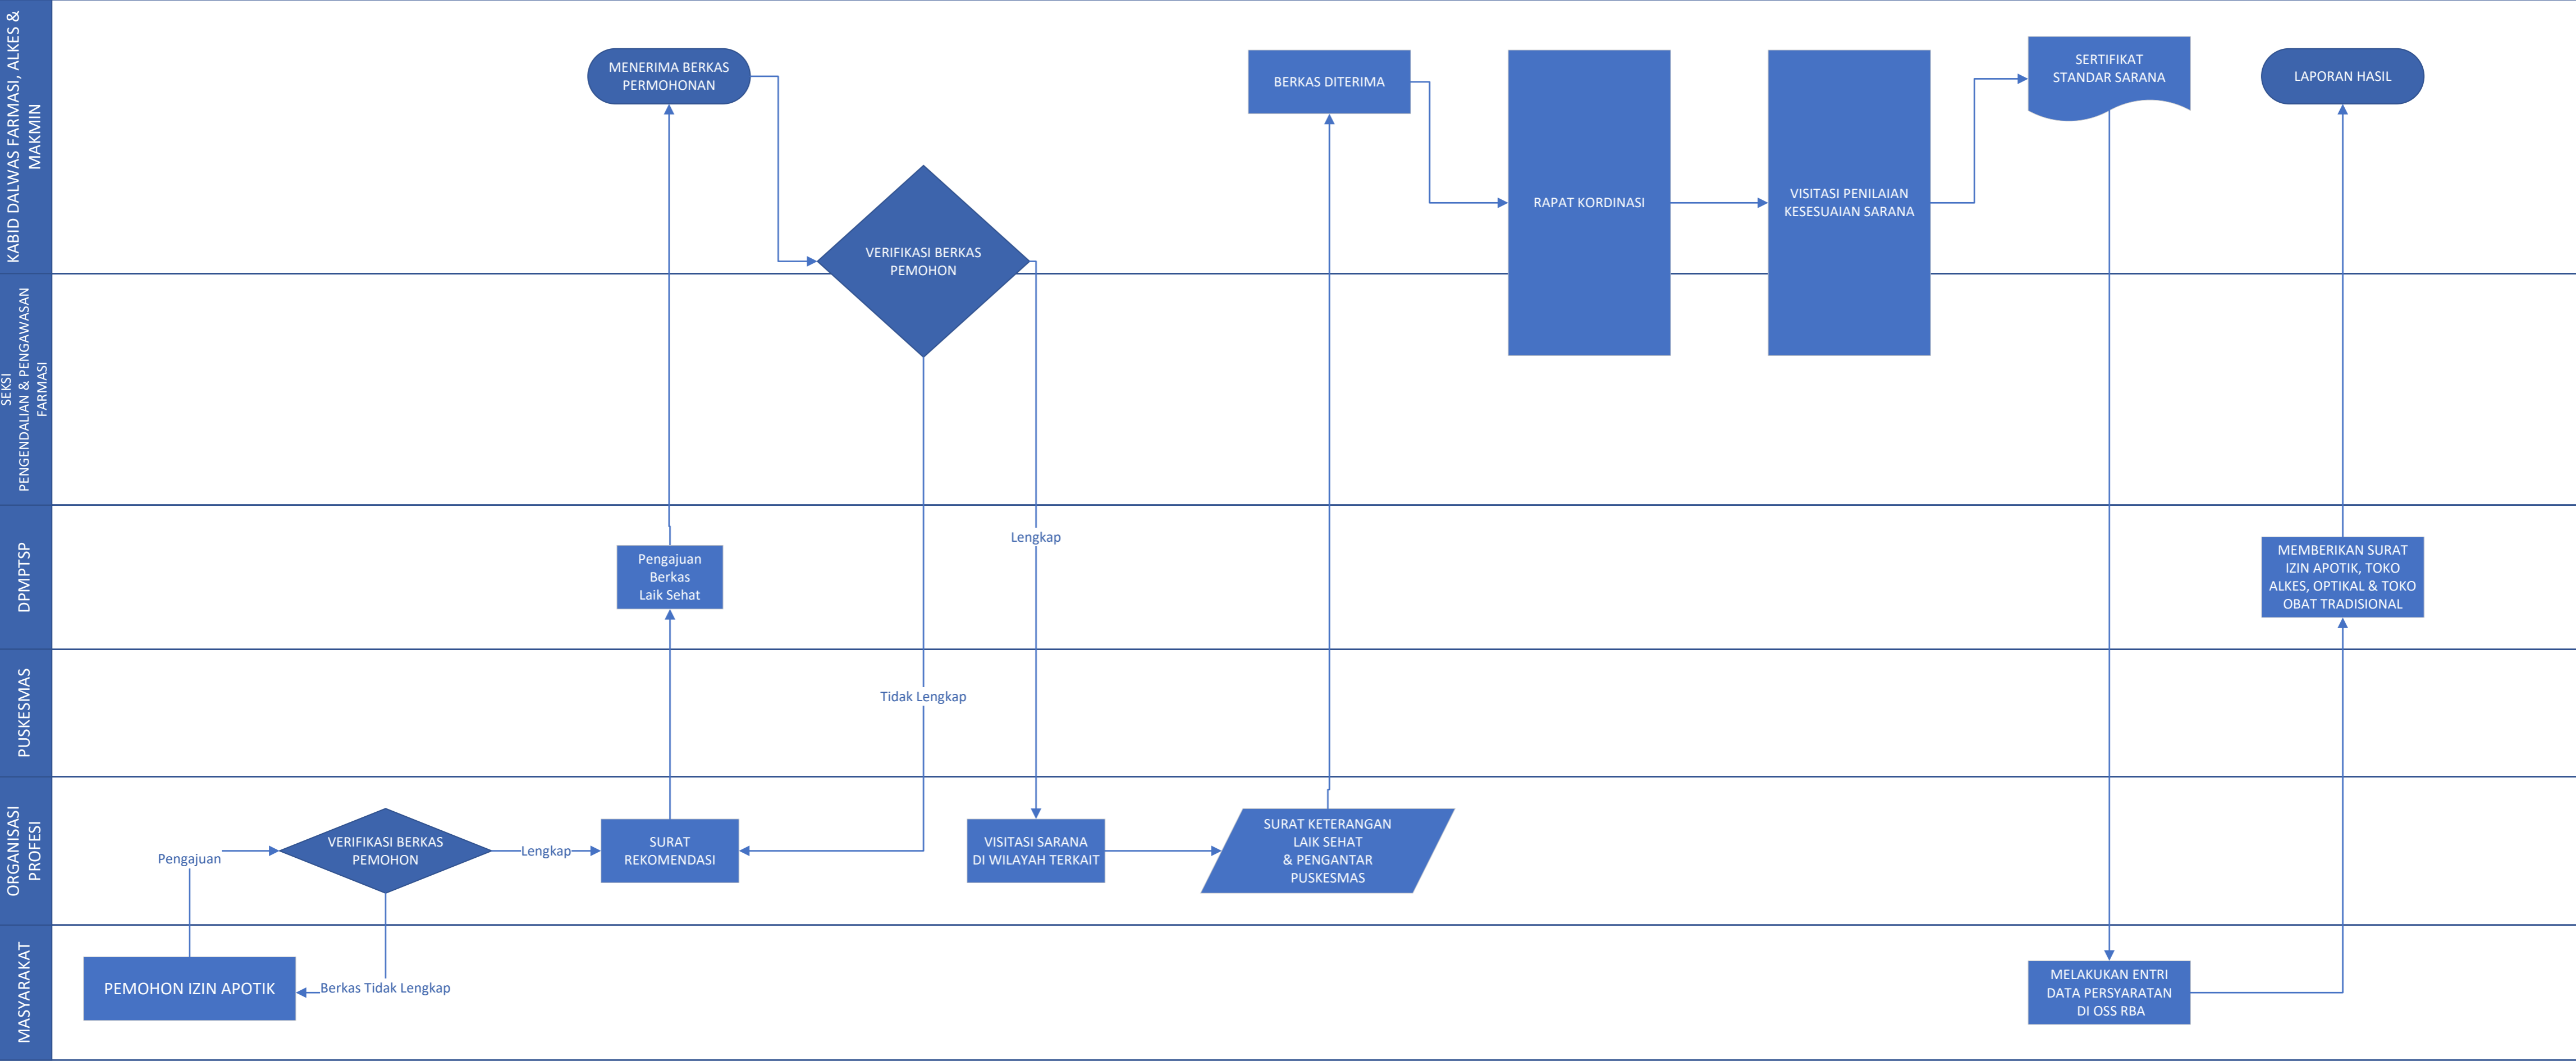 KABID DALWAS FARMASI, ALKES &
MAKMIN
MENERIMA BERKAS
PERMOHONAN
VERIFIKASI BERKAS
PEMOHON
BERKAS DITERIMA
RAPAT KORDINASI
VISITASI PENILAIAN
KESESUAIAN SARANA
SERTIFIKAT
STANDAR SARANA
LAPORAN HASIL
SEKSI
PENGENDALIAN & PENGAWASAN
FARMASI
DPMPTSP
Pengajuan
Berkas
Laik Sehat
Lengkap
MEMBERIKAN SURAT
IZIN APOTIK, TOKO
ALKES, OPTIKAL & TOKO
OBAT TRADISIONAL
PUSKESMAS
Tidak Lengkap
ORGANISASI
PROFESI
Pengajuan
VERIFIKASI BERKAS
PEMOHON
Lengkap
SURAT
REKOMENDASI
VISITASI SARANA
DI WILAYAH TERKAIT
SURAT KETERANGAN
LAIK SEHAT
& PENGANTAR
PUSKESMAS
MASYARAKAT
PEMOHON IZIN APOTIK
Berkas Tidak Lengkap
MELAKUKAN ENTRI
DATA PERSYARATAN
DI OSS RBA